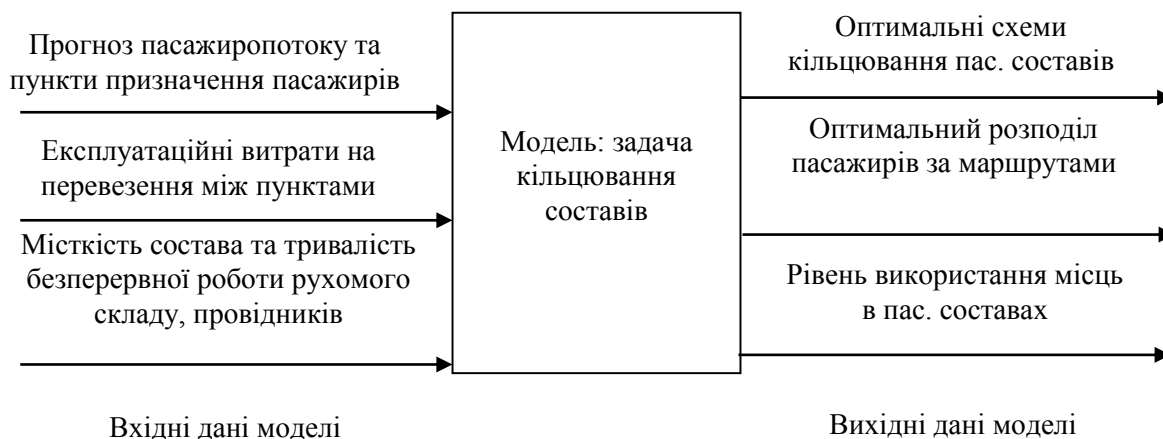 Прогноз пасажиропотоку та
пункти призначення пасажирів
Експлуатаційні витрати на
перевезення між пунктами
Місткість состава та тривалість
безперервної роботи рухомого
складу, провідників
Вхідні дані моделі
Модель: задача
кільцювання
составів
Оптимальні схеми
кільцювання пас. составів
Оптимальний розподіл
пасажирів за маршрутами
Рівень використання місць
в пас. составах
Вихідні дані моделі